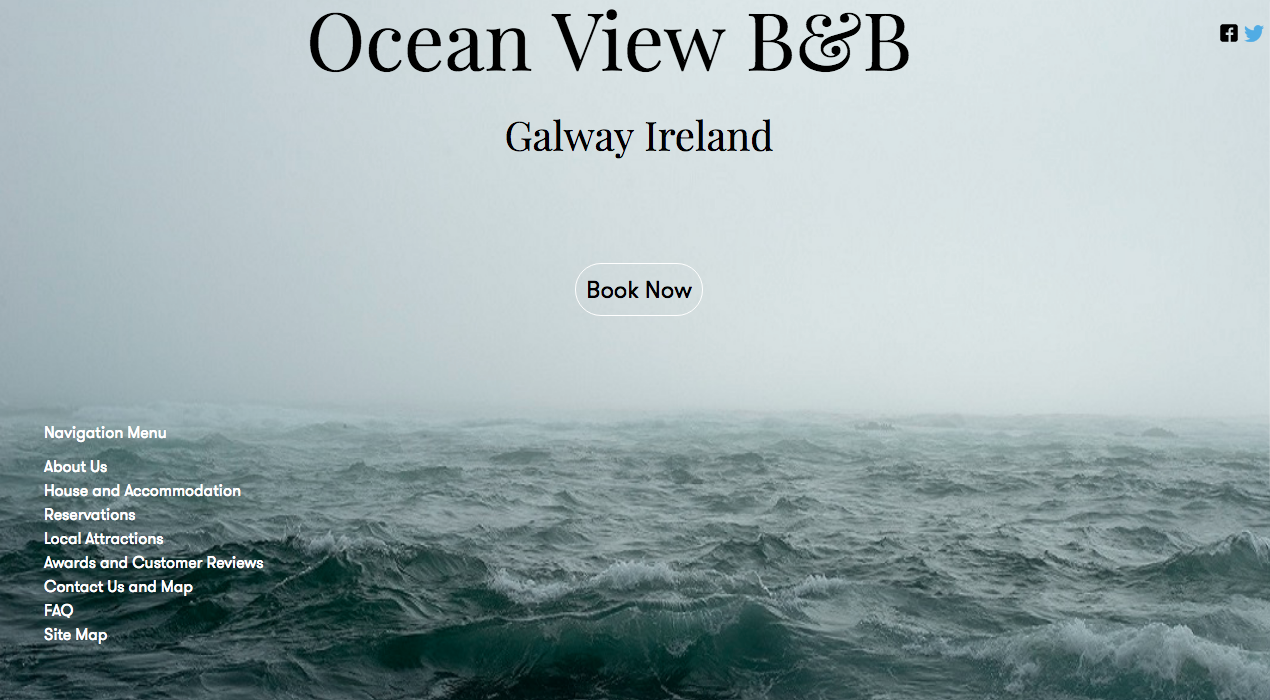 Ocean View B&B
Galway Ireland
Book Now
Navigation Menu
About Us
House and Accommodation
Reservations
Local Attractions
Awards and Customer Reviews
Contact Us and Map
FAQ
Site Map